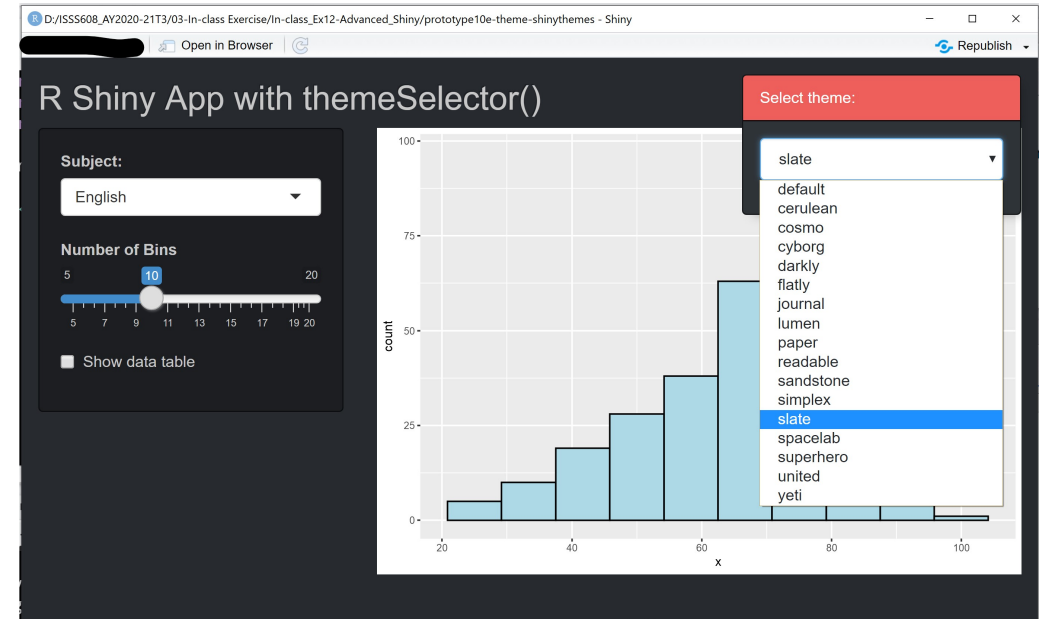 D:/ISSS608_AY2020-21T3/03-In-class Exercise/In-class_Ex12-Advanced_Shiny/prototype10e-theme-shinythemes - Shiny
Open in Browser
Republish
R Shiny App with themeSelector()
Subject:
English
Number of Bins
5 10 20
5 7 9 11 13 15 17 19 20
Show data table
100
75
50
25
0
count
20 40 60 80 100
x
Select theme:
slate
default
cerulean
cosmo
cyborg
darkly
flatly
journal
lumen
paper
readable
sandstone
simplex
slate
spacelab
superhero
united
yeti